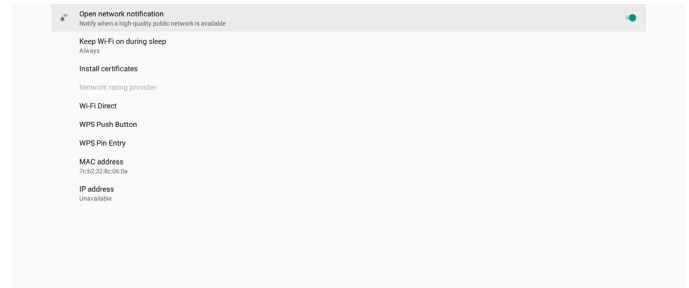 Open network notification
Notify when a high-quality public network is available
Keep Wi-Fi on during sleep
Always
Install certificates
Network rating provider
Wi-Fi Direct
WPS Push Button
WPS Pin Entry
MAC address
7c:b2:32:8c:06:0a
IP address
Unavailable